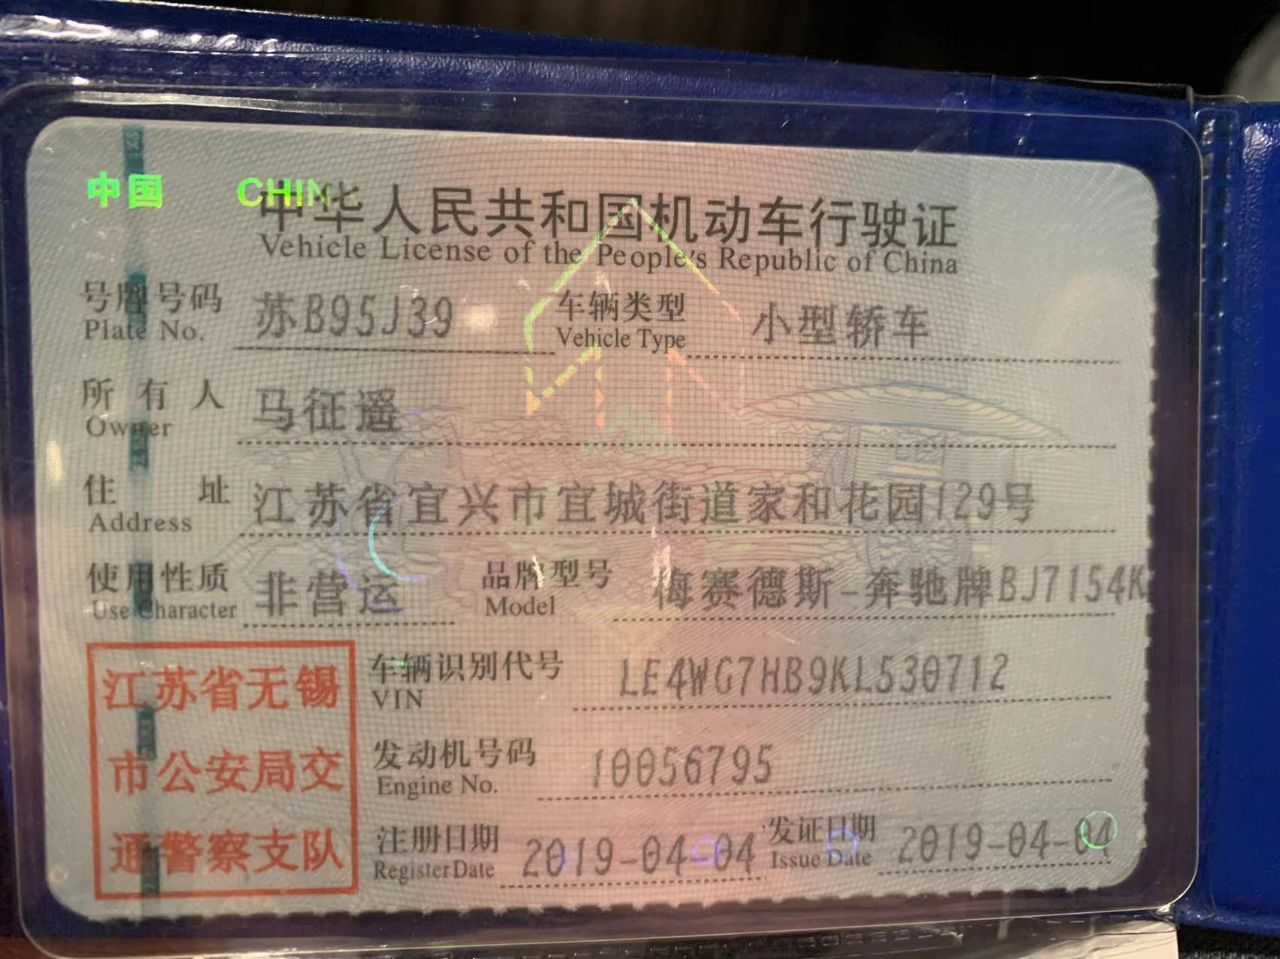 中国 CHIN
中华人民共和国机动车行驶证
Vehicle License of the People's Republic of China
号牌号码 苏B95J39 车辆类型 小型轿车
Plate No. Vehicle Type
所有人 马征遥
Owner
住址 江苏省宜兴市宜城街道家和花园129号
Address
使用性质 非营运 品牌型号 梅赛德斯-奔驰牌BJ7154K
Use Character Model
江苏省无锡
市公安局交
通警察支队
车辆识别代号 LE4WG7HB9KL530712
VIN
发动机号码 10056795
Engine No.
注册日期 2019-04-04 发证日期 2019-04-04
Register Date Issue Date